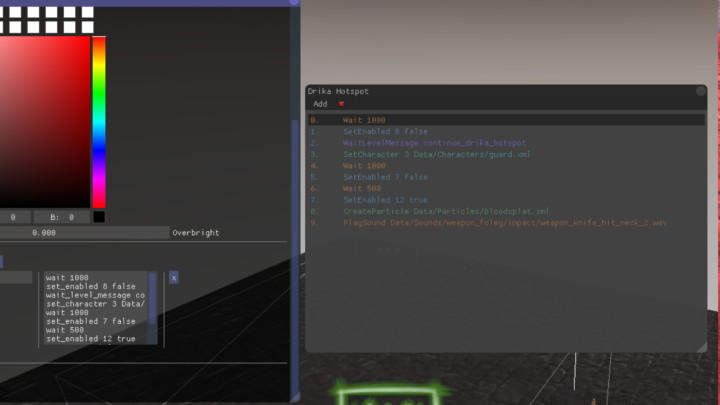 Drika Hotspot
Add
0. Wait 1000
1. SetEnabled 8 false
2. WaitLevelMessage continue_drika_hotspot
3. SetCharacter 3 Data/Characters/guard.xml
4. Wait 1000
5. SetEnabled 7 false
6. Wait 500
7. SetEnabled 12 true
8. CreateParticle Data/Particles/bloodsplat.xml
9. PlaySound Data/Sounds/weapon_foley/impact/weapon_knife_hit_neck_2.wav
0 B: 0
0.000 Overbright
x
wait 1000
set_enabled 8 false
wait_level_message co
set_character 3 Data/
wait 1000
set_enabled 7 false
wait 500
set_enabled 12 true